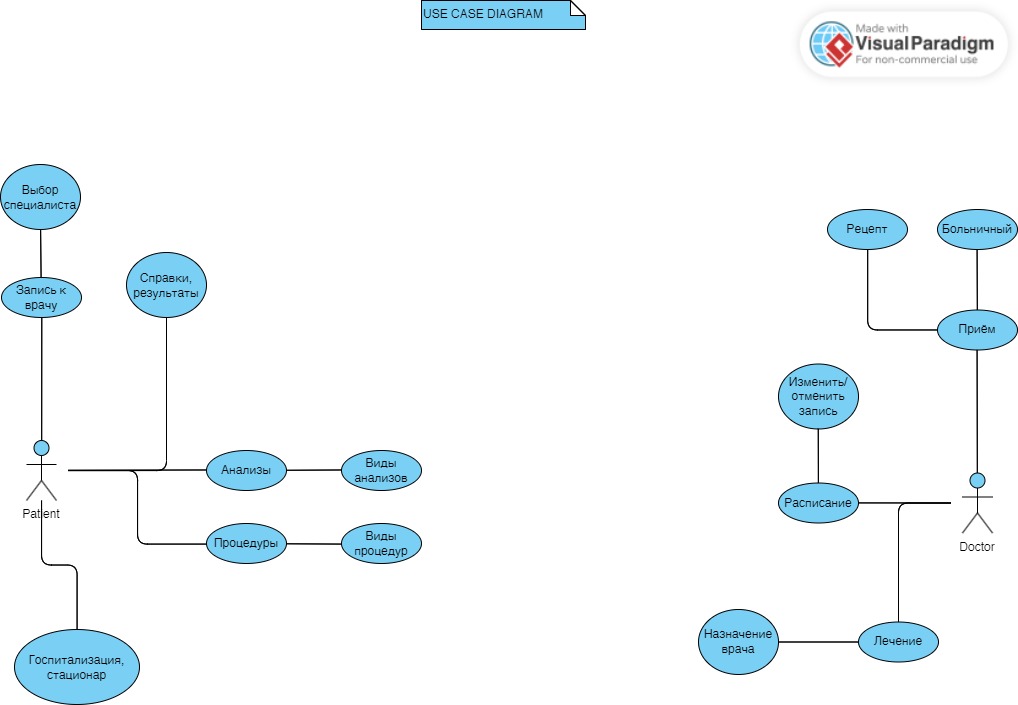 USE CASE DIAGRAM
Made with
Visual Paradigm
For non-commercial use
Выбор
специалиста
Запись к
врачу
Справки,
результаты
Рецепт
Больничный
Приём
Изменить/
отменить
запись
Анализы
Виды
анализов
Patient
Процедуры
Виды
процедур
Расписание
Doctor
Госпитализация,
стационар
Назначение
врача
Лечение